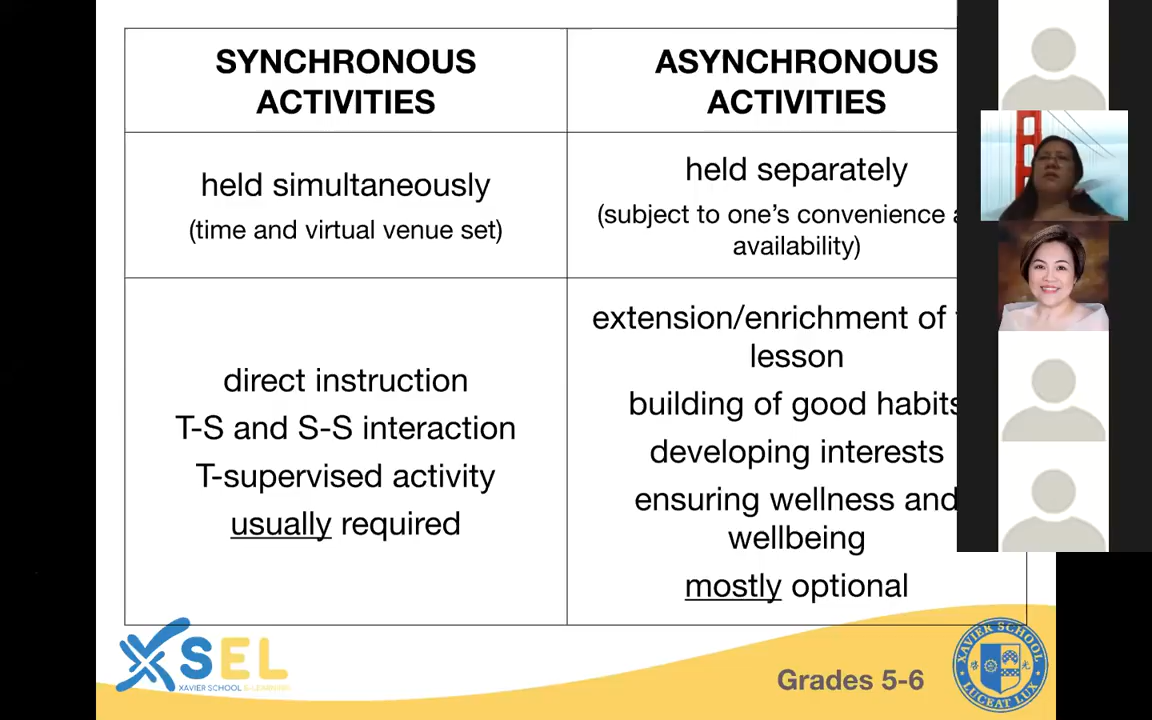 SYNCHRONOUS
ACTIVITIES
ASYNCHRONOUS
ACTIVITIES
held simultaneously
(time and virtual venue set)
held separately
(subject to one's convenience
availability)
direct instruction
T-S and S-S interaction
T-supervised activity
usually required
extension/enrichment of
lesson
building of good habits
developing interests
ensuring wellness and
wellbeing
mostly optional
XSEL
XAVIER SCHOOL E-LEARNING
Grades 5-6
XAVIER SCHOOL
LUCEAT LUX